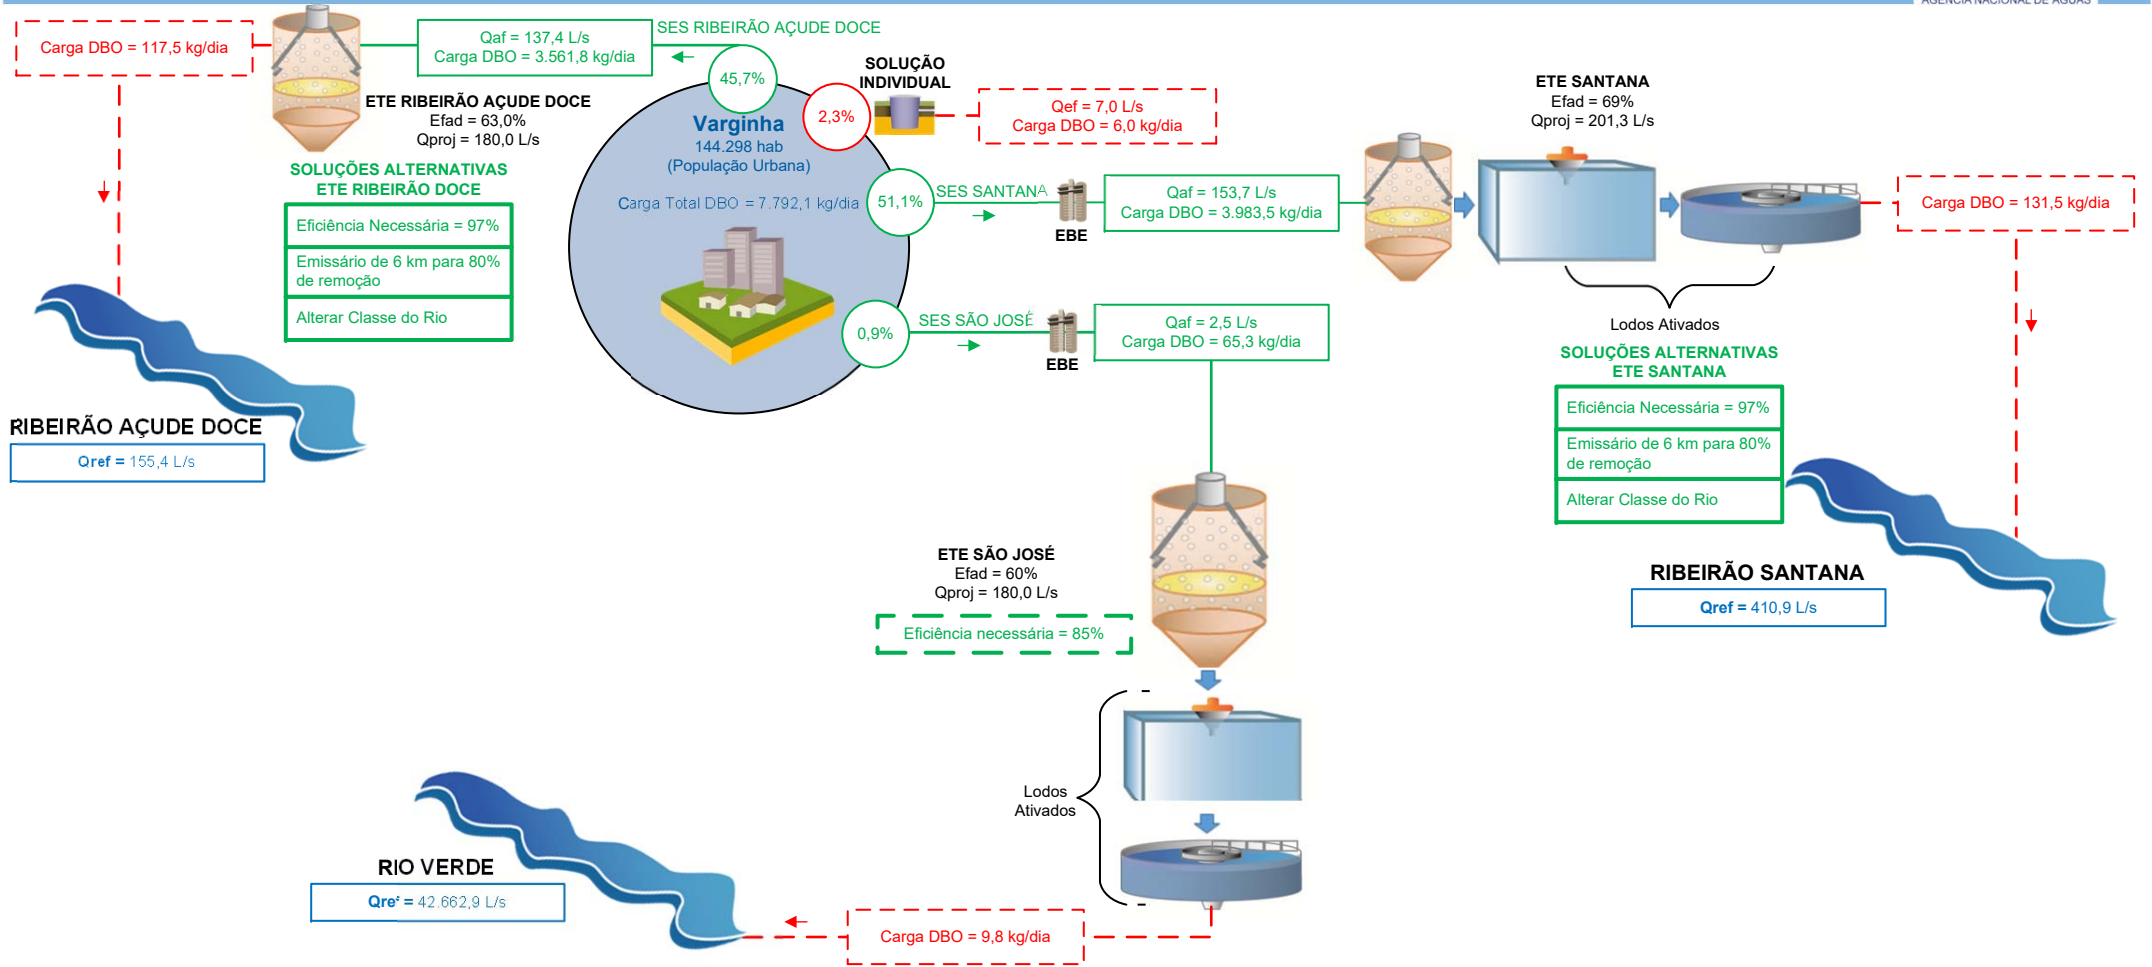 AGÊNCIA NACIONAL DE ÁGUAS
Carga DBO = 117,5 kg/dia
Qaf = 137,4 L/s
Carga DBO = 3.561,8 kg/dia
SES RIBEIRÃO AÇUDE DOCE
45,7%
ETE RIBEIRÃO AÇUDE DOCE
Efad = 63,0%
Qproj = 180,0 L/s
SOLUÇÕES ALTERNATIVAS
ETE RIBEIRÃO DOCE
Eficiência Necessária = 97%
Emissário de 6 km para 80%
de remoção
Alterar Classe do Rio
RIBEIRÃO AÇUDE DOCE
Qref = 155,4 L/s
Varginha
144.298 hab
(População Urbana)
Carga Total DBO = 7.792,1 kg/dia
2,3%
SOLUÇÃO
INDIVIDUAL
Qef = 7,0 L/s
Carga DBO = 6,0 kg/dia
51,1%
SES SANTANA
EBE
Qaf = 153,7 L/s
Carga DBO = 3.983,5 kg/dia
ETE SANTANA
Efad = 69%
Qproj = 201,3 L/s
Carga DBO = 131,5 kg/dia
Lodos Ativados
SOLUÇÕES ALTERNATIVAS
ETE SANTANA
Eficiência Necessária = 97%
Emissário de 6 km para 80%
de remoção
Alterar Classe do Rio
RIBEIRÃO SANTANA
Qref = 410,9 L/s
0,9%
SES SÃO JOSÉ
EBE
Qaf = 2,5 L/s
Carga DBO = 65,3 kg/dia
ETE SÃO JOSÉ
Efad = 60%
Qproj = 180,0 L/s
Eficiência necessária = 85%
Lodos
Ativados
RIO VERDE
Qref = 42.662,9 L/s
Carga DBO = 9,8 kg/dia